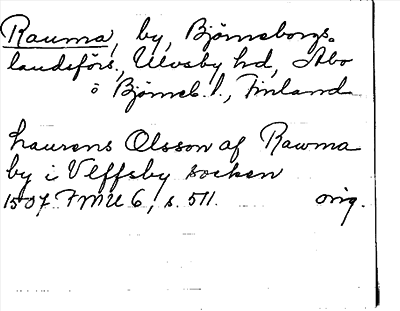 Rauma, by, Björneborgs
landsförs., Ulvsby hd, Åbo
o Björneb. l., Finland
Laurens Olsson af Rawma
by i Vlffsby socken
1507 FMU 6, s. 511. orig.